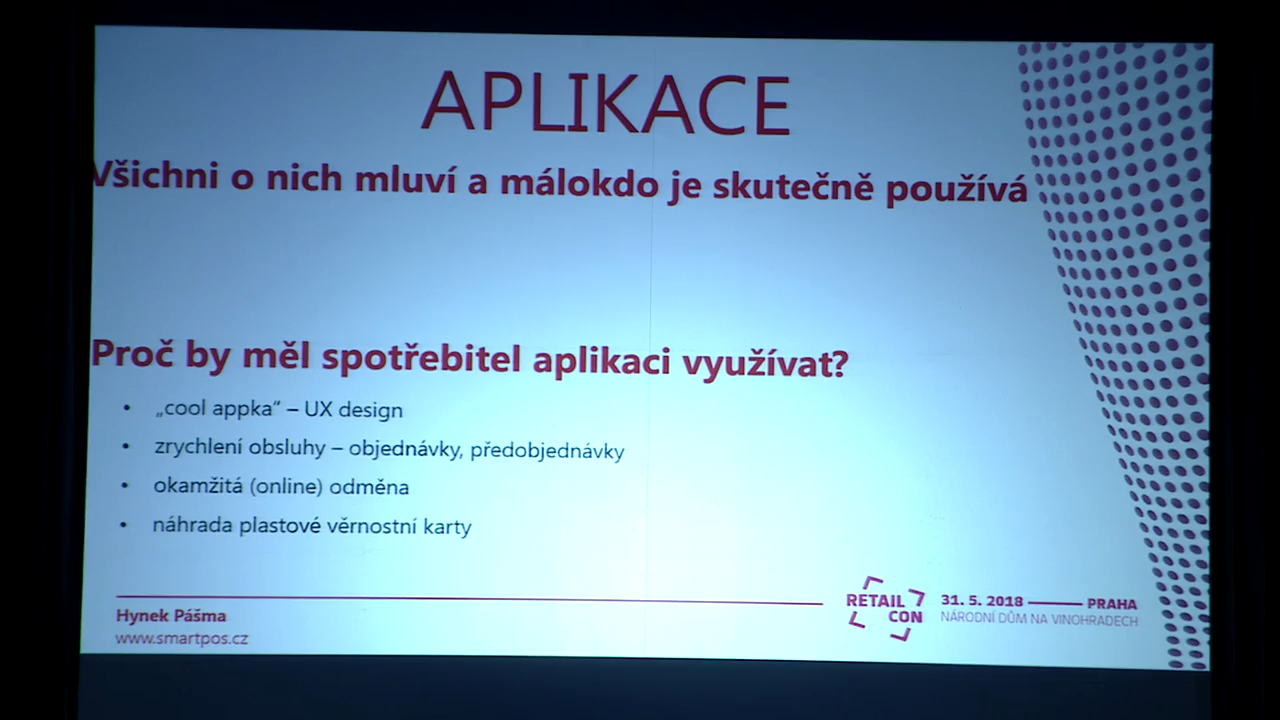 APLIKACE
Všichni o nich mluví a málokdo je skutečně používá
Proč by měl spotřebitel aplikaci využívat?
• „cool appka“ – UX design
• zrychlení obsluhy – objednávky, předobjednávky
• okamžitá (online) odměna
• náhrada plastové věrnostní karty
Hynek Pášma
www.smartpos.cz
RETAIL
CON
31. 5. 2018 PRAHA
NÁRODNÍ DŮM NA VINOHRADECH